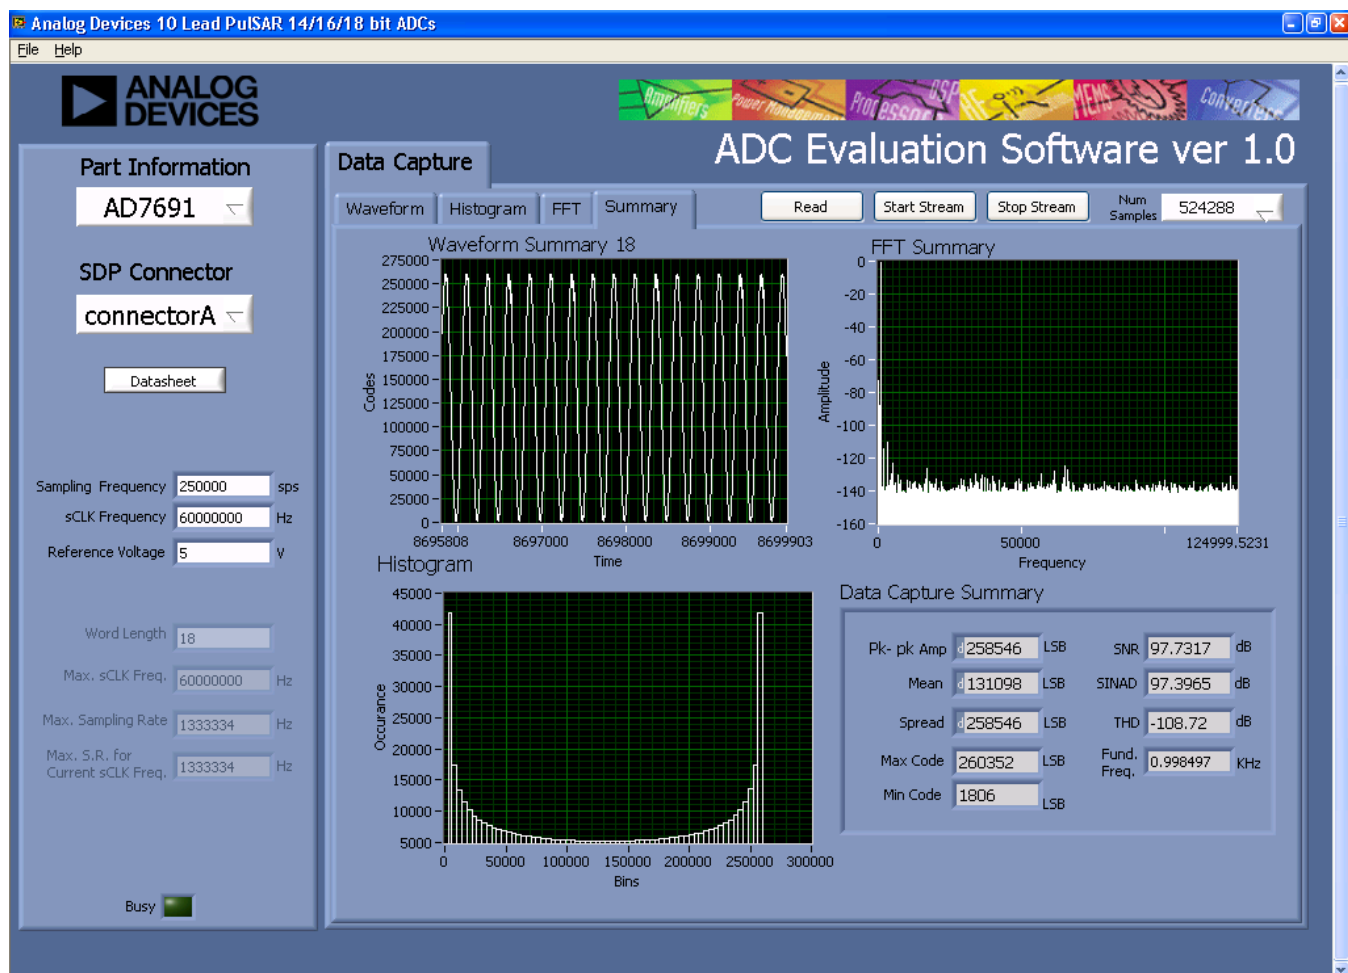 Analog Devices 10 Lead PulSAR 14/16/18 bit ADCs
File Help
ANALOG
DEVICES
Amplifiers Power Management Processors DSP RF MEMS Converters
ADC Evaluation Software ver 1.0
Part Information
AD7691
SDP Connector
connectorA
Datasheet
Sampling Frequency 250000 sps
sCLK Frequency 60000000 Hz
Reference Voltage 5 V
Word Length 18
Max. sCLK Freq. 60000000 Hz
Max. Sampling Rate 1333334 Hz
Max. S.R. for
Current sCLK Freq. 1333334 Hz
Busy
Data Capture
Waveform Histogram FFT Summary
Read Start Stream Stop Stream Num Samples 524288
Waveform Summary 18
Codes
275000
250000
225000
200000
175000
150000
125000
100000
75000
50000
25000
0
8695808 8697000 8698000 8699000 8699903
Time
FFT Summary
Amplitude
0
-20
-40
-60
-80
-100
-120
-140
-160
0 50000 124999.5231
Frequency
Histogram
Occurance
45000
40000
35000
30000
25000
20000
15000
10000
5000
0 50000 100000 150000 200000 250000 300000
Bins
Data Capture Summary
Pk- pk Amp d 258546 LSB SNR 97.7317 dB
Mean d 131098 LSB SINAD 97.3965 dB
Spread d 258546 LSB THD -108.72 dB
Max Code 260352 LSB Fund. Freq. 0.998497 KHz
Min Code 1806 LSB